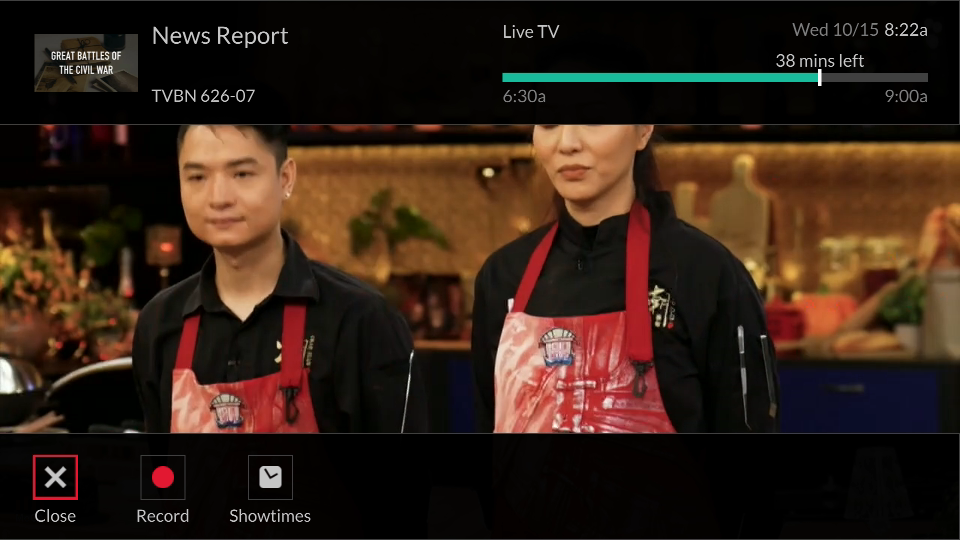 News Report
Live TV
Wed 10/15 8:22a
GREAT BATTLES OF
THE CIVIL WAR
38 mins left
TVBN 626-07
6:30a
9:00a
Close
Record
Showtimes